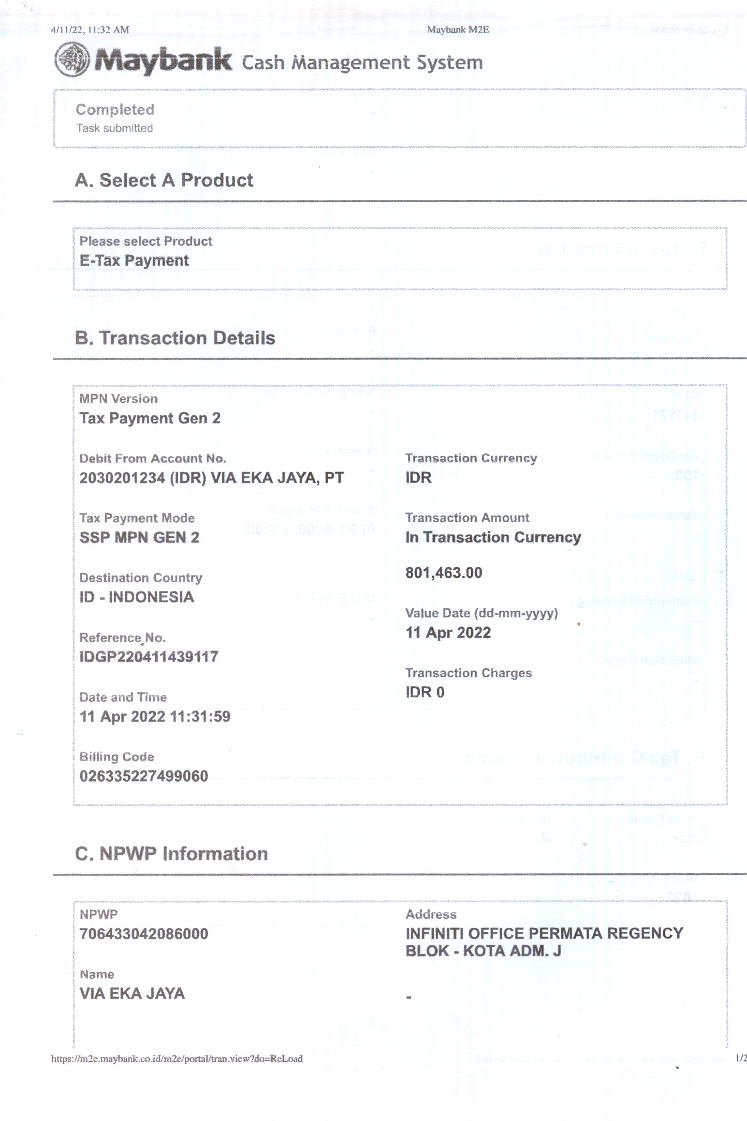 4/11/22, 11:32 AM
Maybank M2E
Maybank Cash Management System
Completed
Task submitted
A. Select A Product
Please select Product
E-Tax Payment
B. Transaction Details
MPN Version
Tax Payment Gen 2
Debit From Account No.
2030201234 (IDR) VIA EKA JAYA, PT
Tax Payment Mode
SSP MPN GEN 2
Destination Country
ID - INDONESIA
Reference No.
IDGP220411439117
Date and Time
11 Apr 2022 11:31:59
Billing Code
026335227499060
Transaction Currency
IDR
Transaction Amount
In Transaction Currency
801,463.00
Value Date (dd-mm-yyyy)
11 Apr 2022
Transaction Charges
IDR 0
C. NPWP Information
NPWP
706433042086000
Name
VIA EKA JAYA
Address
INFINITI OFFICE PERMATA REGENCY
BLOK - KOTA ADM. J
-
https://m2e.maybank.co.id/m2e/portal/tran.view?do=ReLoad
1/2